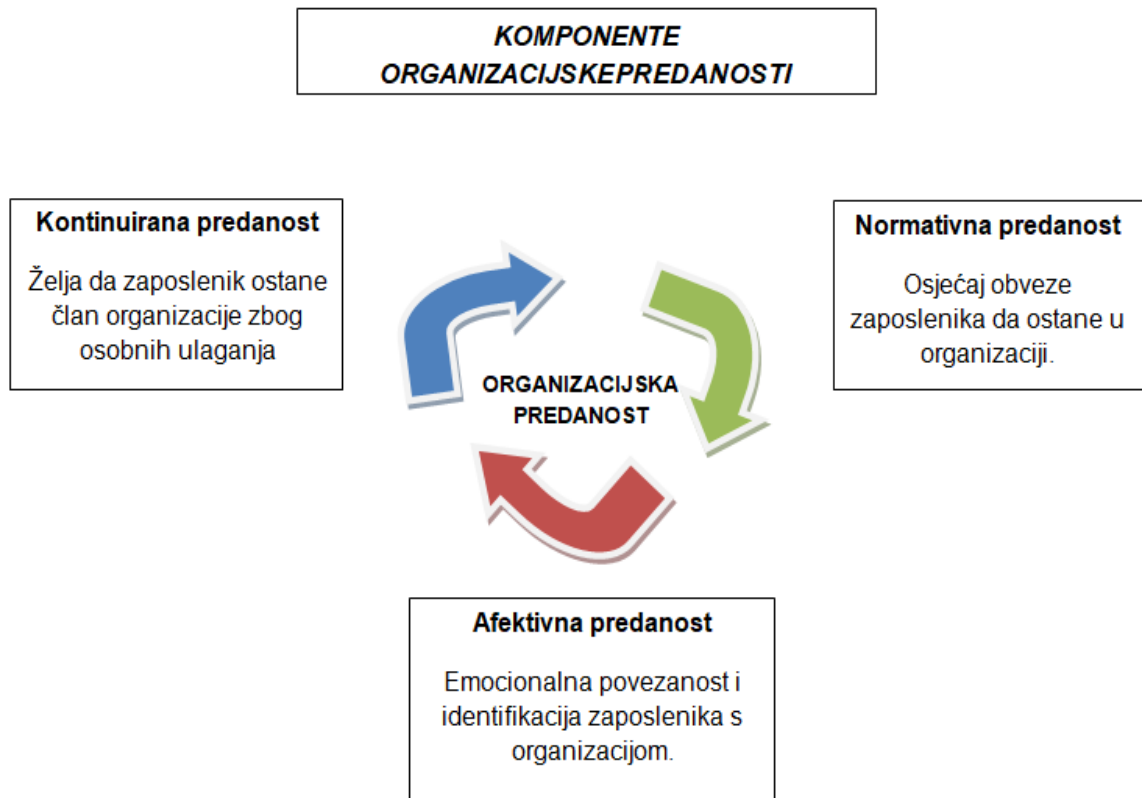 KOMPONENTE
ORGANIZACIJSKEPREDANOSTI
Kontinuirana predanost
Želja da zaposlenik ostane
član organizacije zbog
osobnih ulaganja
Normativna predanost
Osjećaj obveze
zaposlenika da ostane u
organizaciji.
ORGANIZACIJSKA
PREDANOST
Afektivna predanost
Emocionalna povezanost i
identifikacija zaposlenika s
organizacijom.